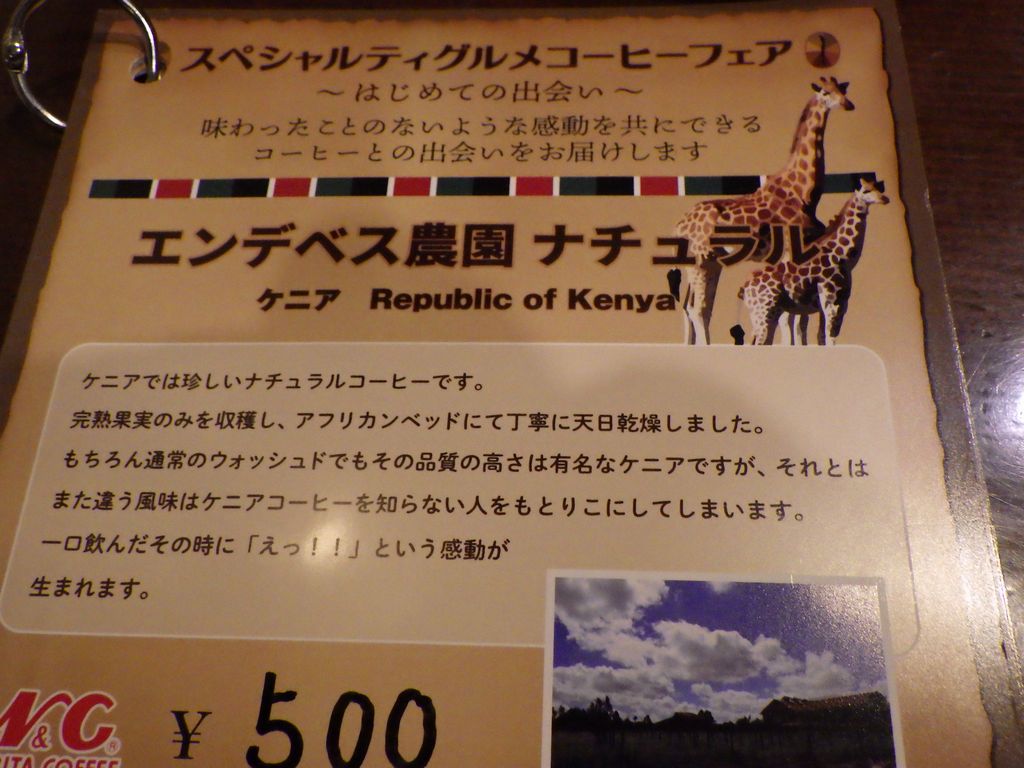 スペシャルティグルメコーヒーフェア
～はじめての出会い～
味わったことのないような感動を共にできる
コーヒーとの出会いをお届けします
エンデベス農園 ナチュラル
ケニア Republic of Kenya
ケニアでは珍しいナチュラルコーヒーです。
完熟果実のみを収穫し、アフリカンベッドにて丁寧に天日乾燥しました。
もちろん通常のウォッシュドでもその品質の高さは有名なケニアですが、それとは
また違う風味はケニアコーヒーを知らない人をもとりこにしてしまいます。
一口飲んだその時に「えっ！！」という感動が
生まれます。
N&C®
ITA COFFEE
¥ 500